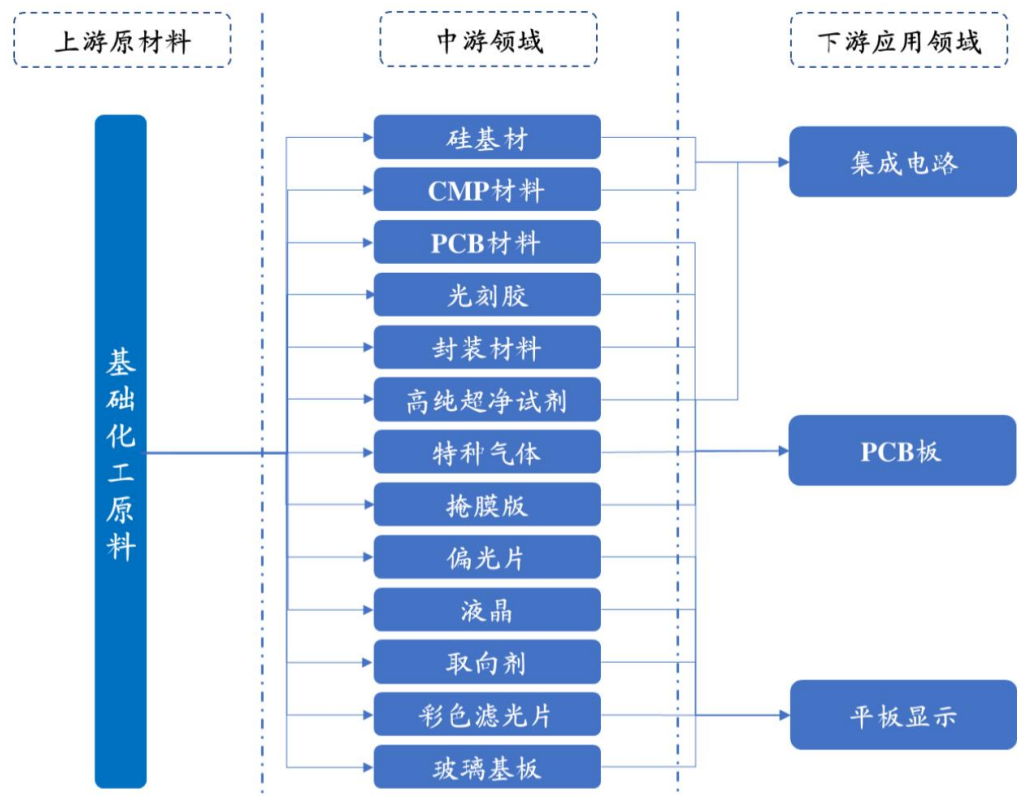 上游原材料
中游领域
下游应用领域
基础化工原料
硅基材
CMP材料
PCB材料
光刻胶
封装材料
高纯超净试剂
特种气体
掩膜版
偏光片
液晶
取向剂
彩色滤光片
玻璃基板
集成电路
PCB板
平板显示